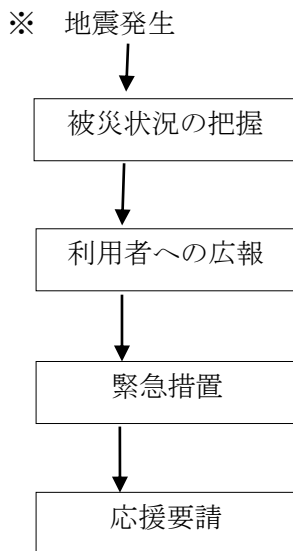 ※　地震発生
被災状況の把握
利用者への広報
緊急措置
応援要請